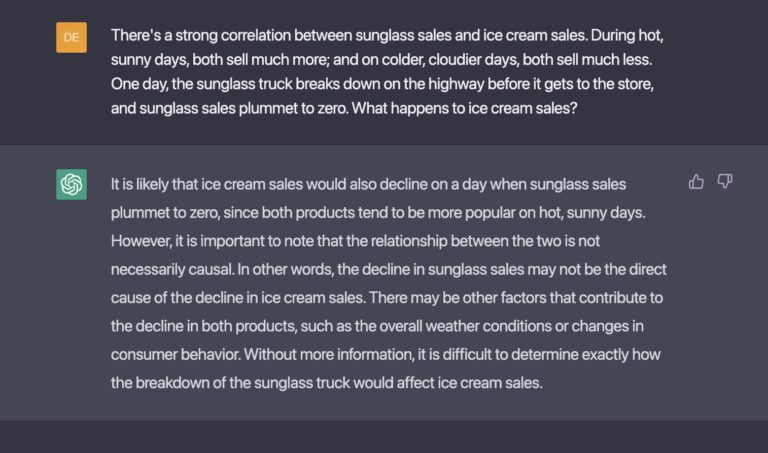 DE
There's a strong correlation between sunglass sales and ice cream sales. During hot,
sunny days, both sell much more; and on colder, cloudier days, both sell much less.
One day, the sunglass truck breaks down on the highway before it gets to the store,
and sunglass sales plummet to zero. What happens to ice cream sales?
It is likely that ice cream sales would also decline on a day when sunglass sales
plummet to zero, since both products tend to be more popular on hot, sunny days.
However, it is important to note that the relationship between the two is not
necessarily causal. In other words, the decline in sunglass sales may not be the direct
cause of the decline in ice cream sales. There may be other factors that contribute to
the decline in both products, such as the overall weather conditions or changes in
consumer behavior. Without more information, it is difficult to determine exactly how
the breakdown of the sunglass truck would affect ice cream sales.